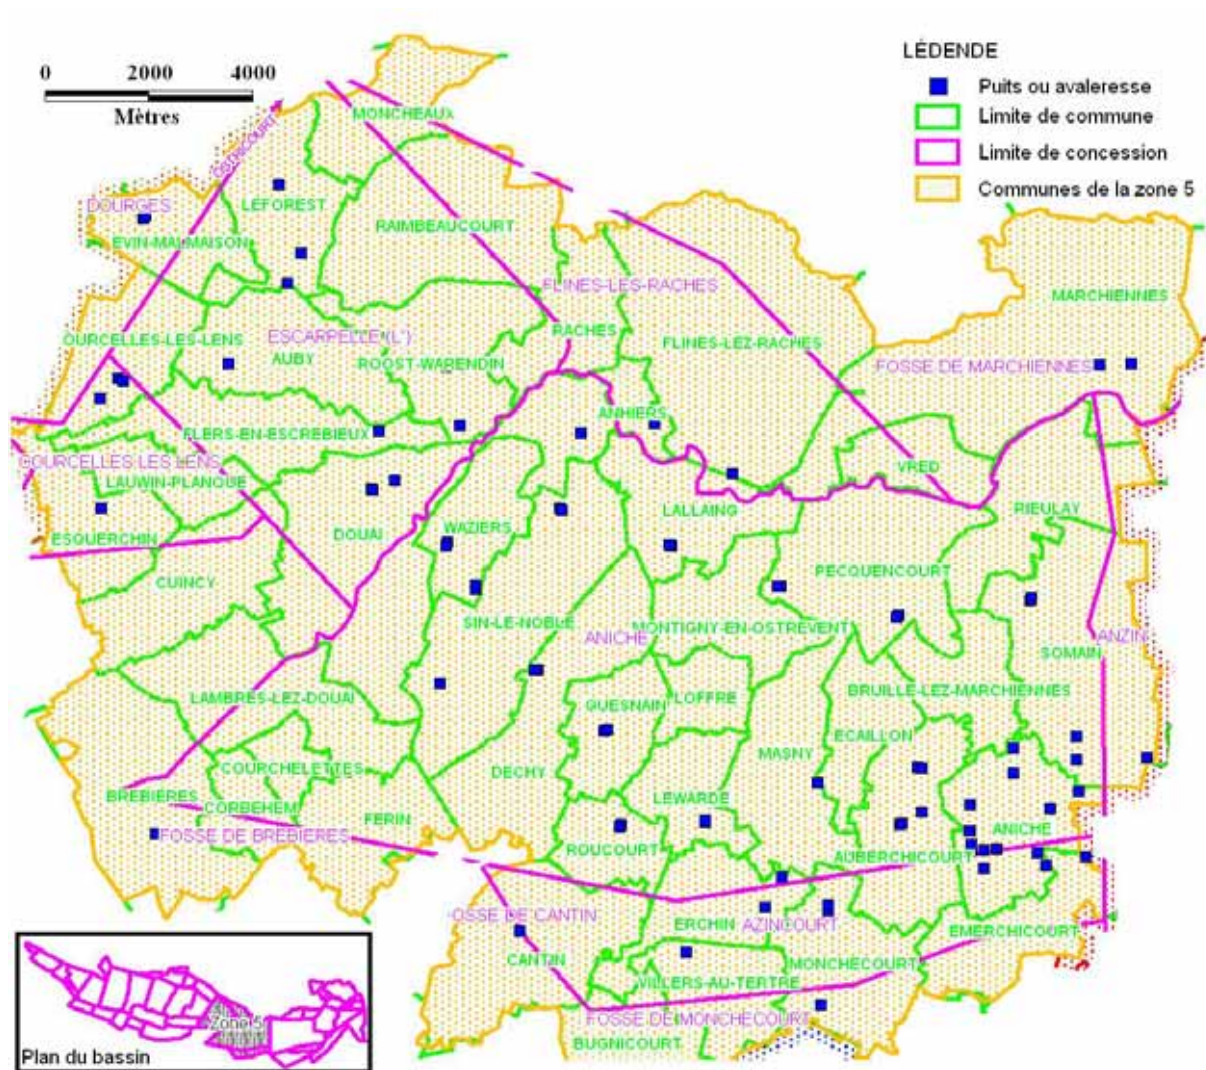 0 2000 4000
Mètres
LÉDENDE
Puits ou avaleresse
Limite de commune
Limite de concession
Communes de la zone 5
MONCHEAUX
OSTRICOURT
DOURGES
LEFOREST
EVIN-MALMAISON
RAIMBEAUCOURT
FLINES-LES-RACHES
MARCHIENNES
OURCELLES-LES-LENS
ESCARPELLE (L')
AUBY
RACHES
ROOST-WARENDIN
FLINES-LEZ-RACHES
FOSSE DE MARCHIENNES
ANHIERS
FLERS-EN-ESCREBIEUX
COURCELLES LES LENS
LAUWIN-PLANQUE
VRED
LALLAING
RIEULAY
ESQUERCHIN
DOUAI
WAZIERS
CUINCY
PECQUENCOURT
SIN-LE-NOBLE
ANICHE
MONTIGNY-EN-OSTREVENT
ANZIN
SOMAIN
LAMBRES-LEZ-DOUAI
GUESNAIN
LOFFRE
BRUILLE-LEZ-MARCHIENNES
ECAILLON
MASNY
COURCHELETTES
DECHY
BREBIERES
CORBEHEM
LEWARDE
FERIN
FOSSE DE BREBIERES
ANICHE
ROUCOURT
AUBERCHICOURT
OSSE DE CANTIN
ERCHIN
AZINCOURT
EMERCHICOURT
CANTIN
MONCHECOURT
VILLERS-AU-TERTRE
FOSSE DE MONCHECOURT
BUGNICOURT
Zone 5
Plan du bassin